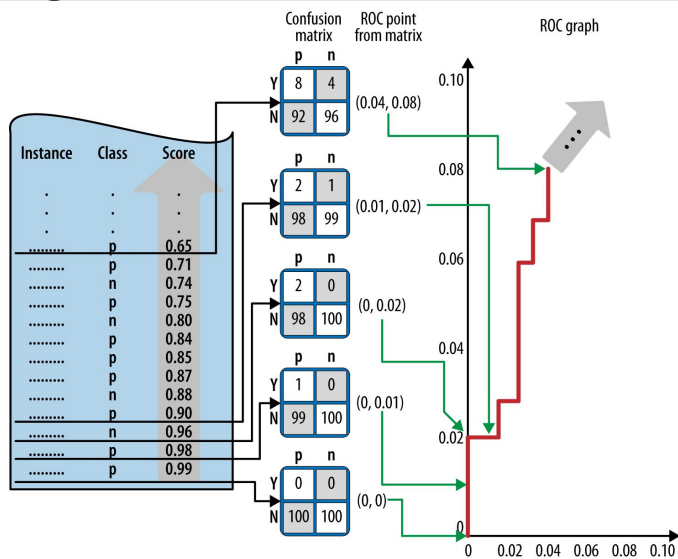 Confusion matrix
ROC point from matrix
ROC graph
Instance Class Score
. . .
. . .
. . .
......... p 0.65
......... p 0.71
......... n 0.74
......... p 0.75
......... n 0.80
......... p 0.84
......... p 0.85
......... p 0.87
......... n 0.88
......... p 0.90
......... n 0.96
......... p 0.98
......... p 0.99
p n
Y 8 4
N 92 96
(0.04, 0.08)
p n
Y 2 1
N 98 99
(0.01, 0.02)
p n
Y 2 0
N 98 100
(0, 0.02)
p n
Y 1 0
N 99 100
(0, 0.01)
p n
Y 0 0
N 100 100
(0, 0)
0.10
0.08
0.06
0.04
0.02
0
...
0 0.02 0.04 0.06 0.08 0.10